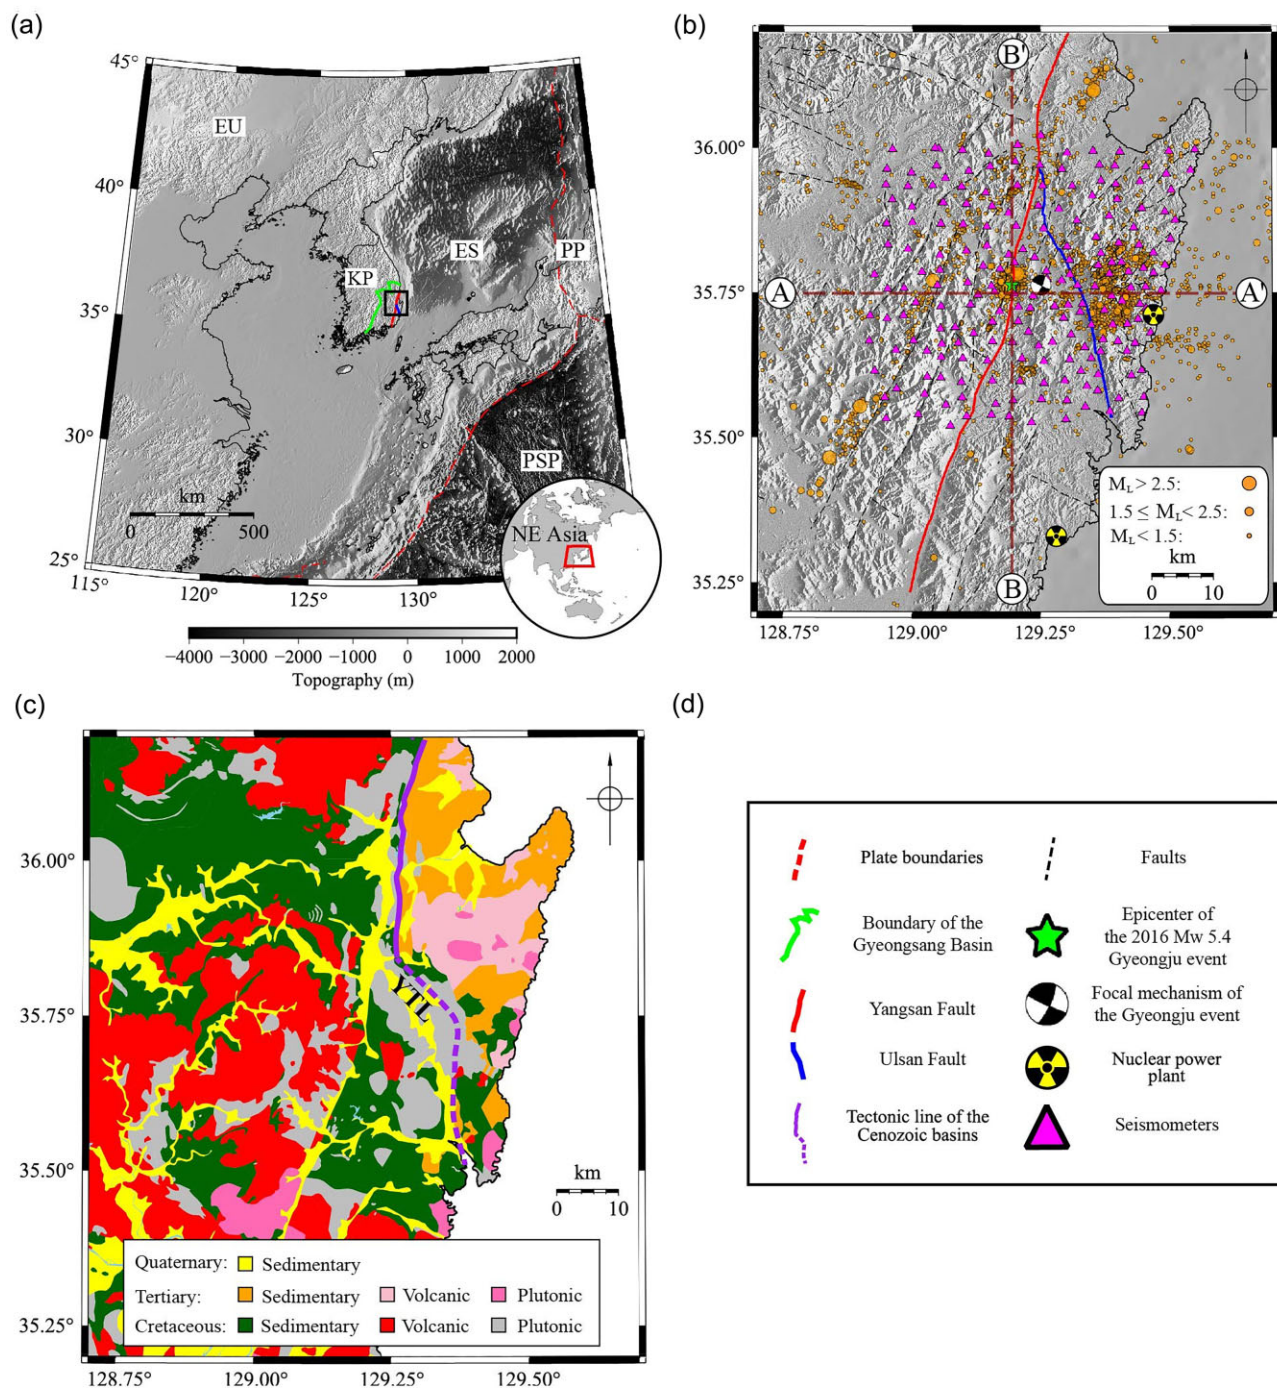 (a)
45°
40°
35°
30°
25°
115°
120°
125°
130°
EU
ES
PP
KP
PSP
km
0
500
NE Asia
−4000 −3000 −2000 −1000 0 1000 2000
Topography (m)
(b)
36.00°
35.75°
35.50°
35.25°
128.75° 129.00° 129.25° 129.50°
B'
A
A'
B
M_L > 2.5:
1.5 ≤ M_L < 2.5:
M_L < 1.5:
km
0 10
(c)
36.00°
35.75°
35.50°
35.25°
128.75° 129.00° 129.25° 129.50°
YTL
km
0 10
Quaternary: Sedimentary
Tertiary: Sedimentary Volcanic Plutonic
Cretaceous: Sedimentary Volcanic Plutonic
(d)
Plate boundaries
Boundary of the
Gyeongsang Basin
Yangsan Fault
Ulsan Fault
Tectonic line of the
Cenozoic basins
Faults
Epicenter of
the 2016 Mw 5.4
Gyeongju event
Focal mechanism of
the Gyeongju event
Nuclear power
plant
Seismometers